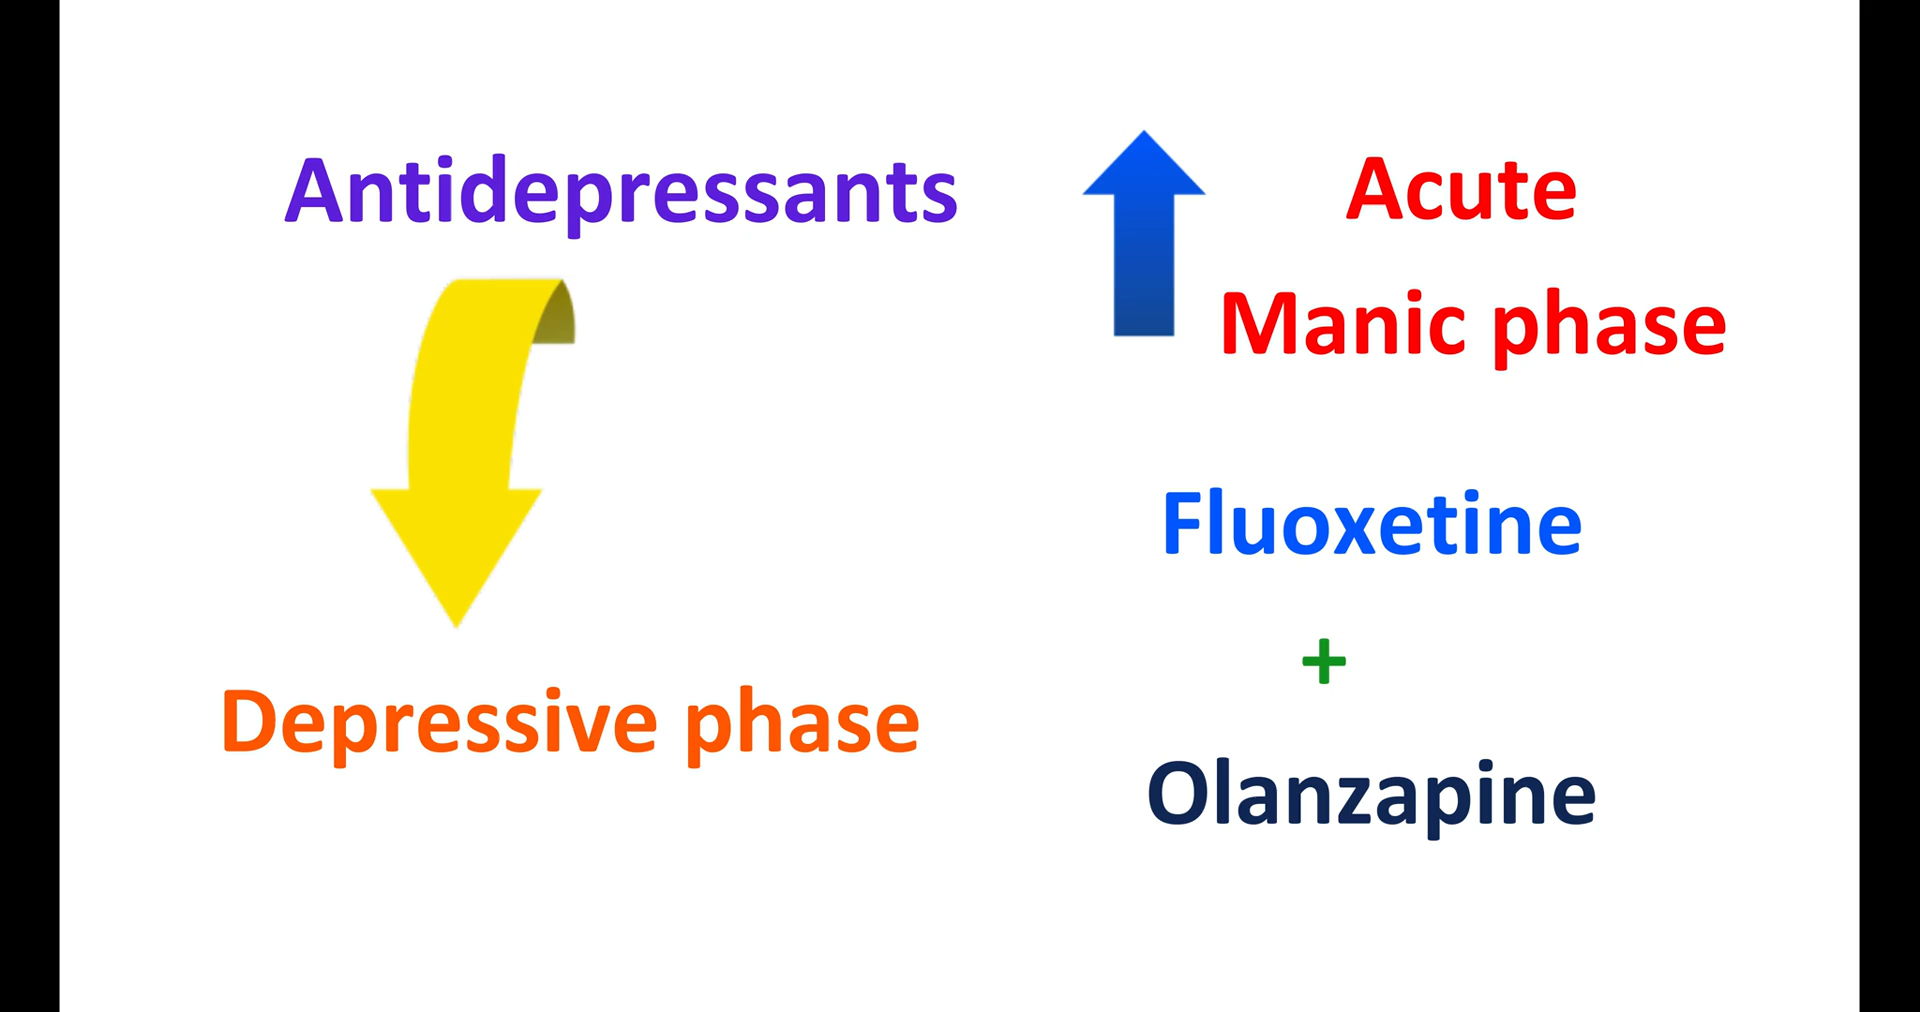 Antidepressants
Depressive phase
Acute
Manic phase
Fluoxetine
+
Olanzapine